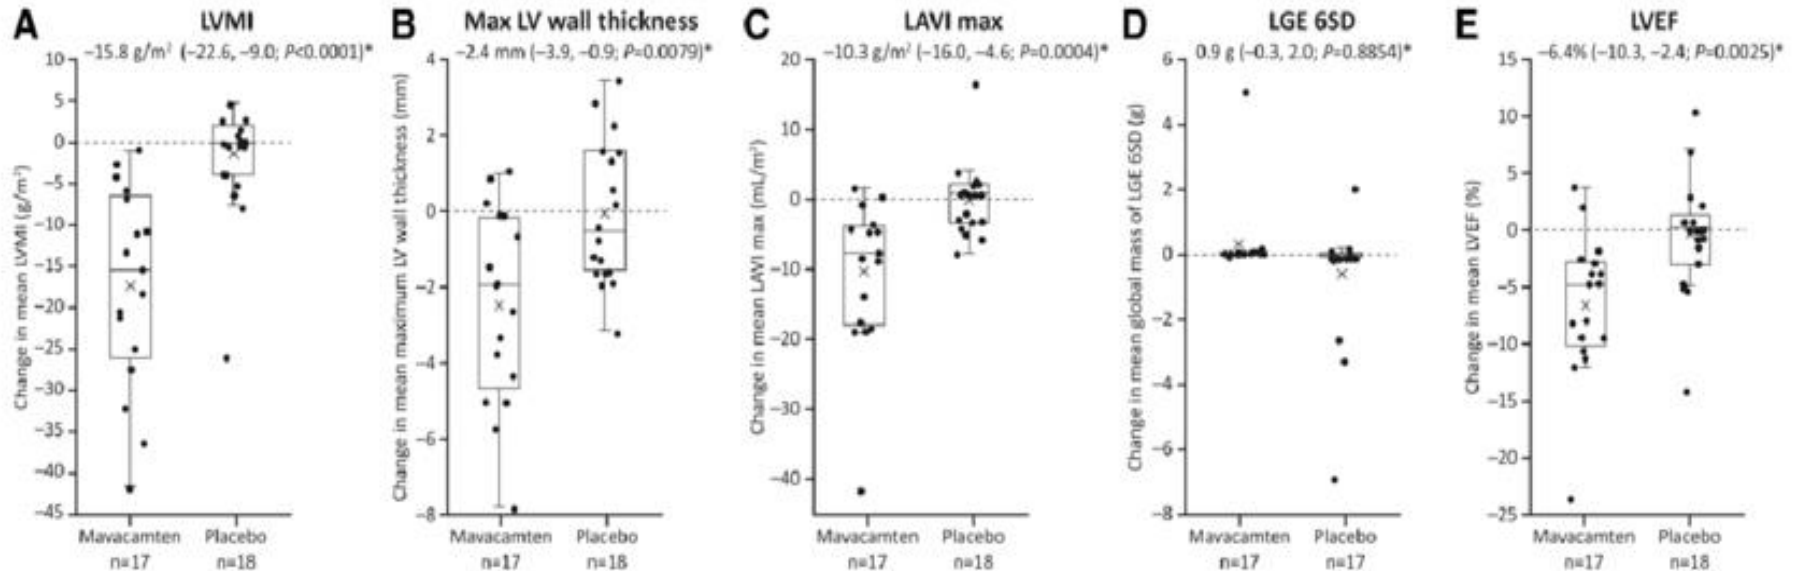 A LVMI
−15.8 g/m² (−22.6, −9.0; P<0.0001)*
Change in mean LVMI (g/m²)
10
5
0
−5
−10
−15
−20
−25
−30
−35
−40
−45
Mavacamten Placebo
n=17 n=18
B Max LV wall thickness
−2.4 mm (−3.9, −0.9; P=0.0079)*
Change in mean maximum LV wall thickness (mm)
4
2
0
−2
−4
−6
−8
Mavacamten Placebo
n=17 n=18
C LAVI max
−10.3 g/m² (−16.0, −4.6; P=0.0004)*
Change in mean LAVI max (mL/m²)
20
10
0
−10
−20
−30
−40
Mavacamten Placebo
n=17 n=18
D LGE 6SD
0.9 g (−0.3, 2.0; P=0.8854)*
Change in mean global mass of LGE 6SD (g)
6
4
2
0
−2
−4
−6
−8
Mavacamten Placebo
n=17 n=17
E LVEF
−6.4% (−10.3, −2.4; P=0.0025)*
Change in mean LVEF (%)
15
10
5
0
−5
−10
−15
−20
−25
Mavacamten Placebo
n=17 n=18